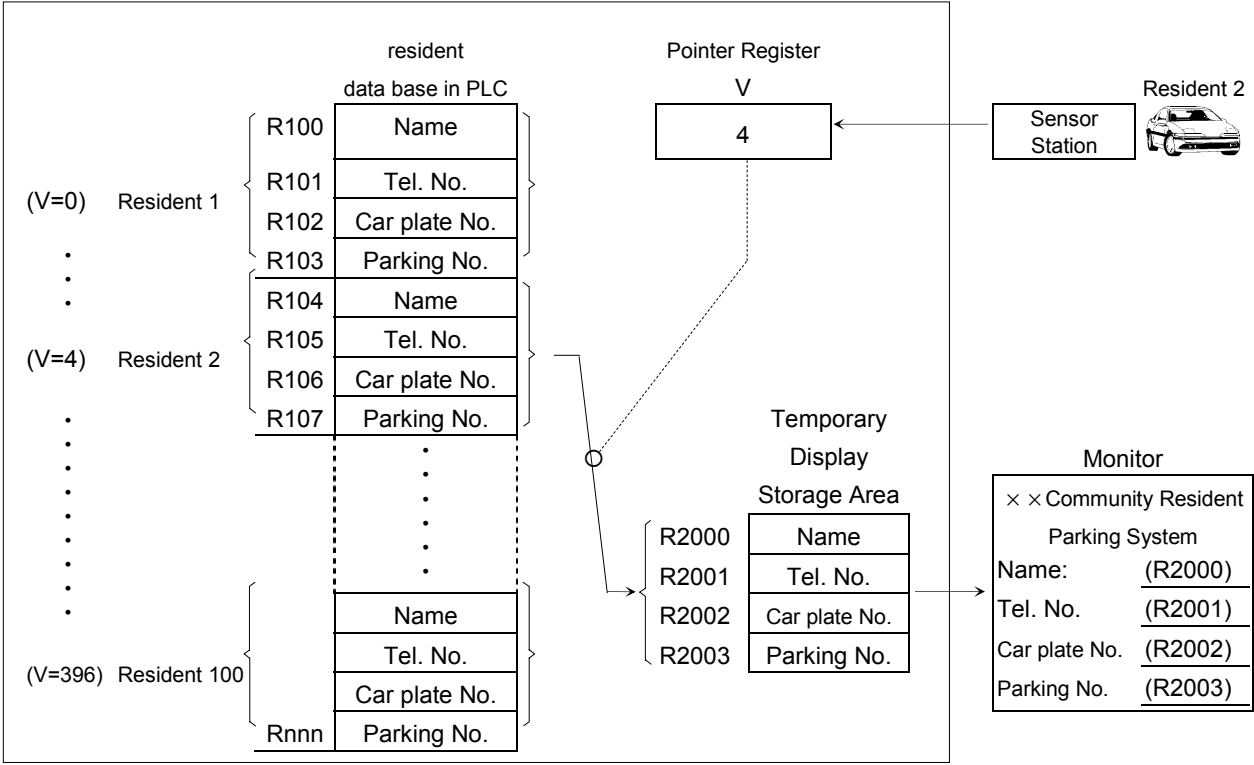 resident
data base in PLC
Pointer Register
V
4
Sensor
Station
Resident 2
(V=0) Resident 1
R100 Name
R101 Tel. No.
R102 Car plate No.
R103 Parking No.
(V=4) Resident 2
R104 Name
R105 Tel. No.
R106 Car plate No.
R107 Parking No.
(V=396) Resident 100
Name
Tel. No.
Car plate No.
Rnnn Parking No.
Temporary
Display
Storage Area
R2000 Name
R2001 Tel. No.
R2002 Car plate No.
R2003 Parking No.
Monitor
××Community Resident
Parking System
Name: (R2000)
Tel. No. (R2001)
Car plate No. (R2002)
Parking No. (R2003)